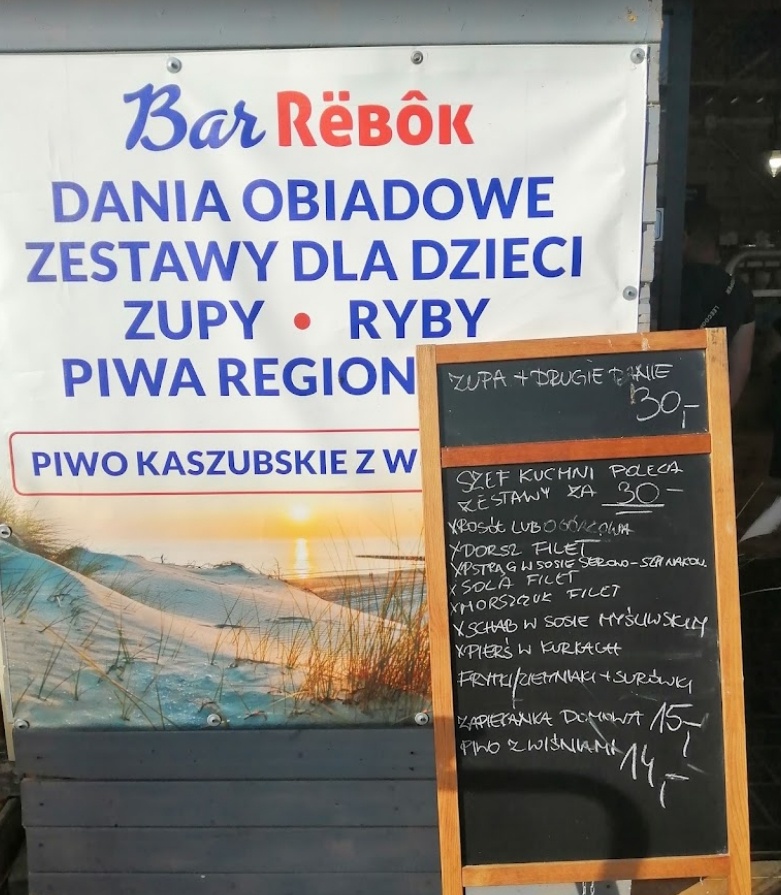 Bar Rëbôk
DANIA OBIADOWE
ZESTAWY DLA DZIECI
ZUPY • RYBY
PIWA REGION
PIWO KASZUBSKIE Z W
ZUPA + DRUGIE DANIE
30,-
SZEF KUCHNI POLECA
ZESTAWY ZA 30-
X ROSÓŁ LUB OGÓRKOWA
X DORSZ FILET
X PSTRĄG W SOSIE SEROWO-SZPINAKOW.
X SOLA FILET
X MORSZCZUK FILET
X SCHAB W SOSIE MYŚLIWSKIM
X PIERŚ W KURKACH
FRYTKI/ZIEMNIAKI + SURÓWKI
ZAPIEKANKA DOMOWA 15,-
PIWO Z WIŚNIAMI 14,-